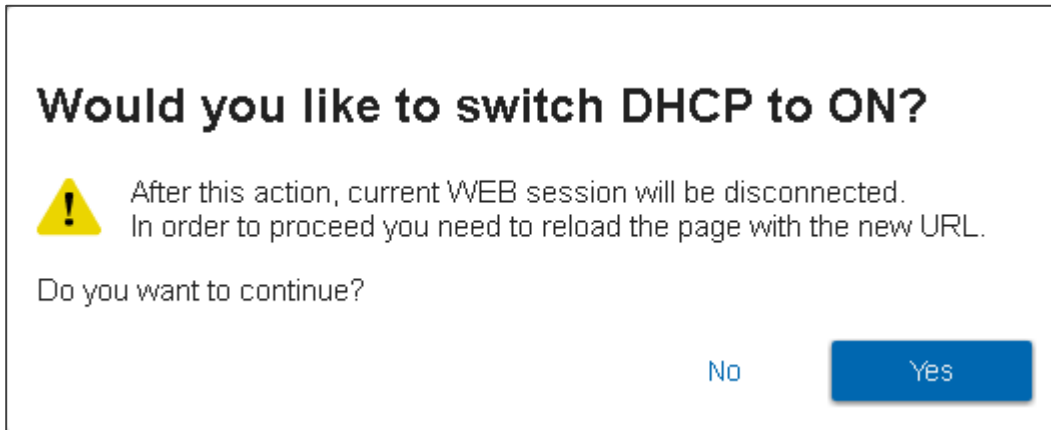 Would you like to switch DHCP to ON?
After this action, current WEB session will be disconnected.
In order to proceed you need to reload the page with the new URL.
Do you want to continue?
No
Yes